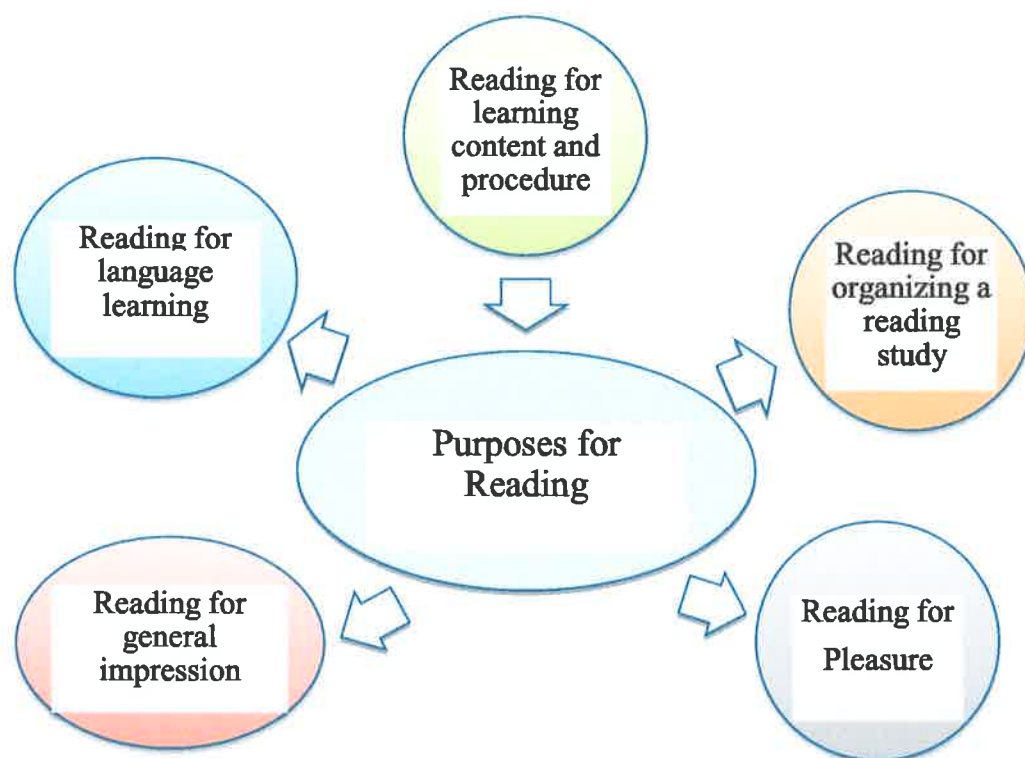 Reading for
learning
content and
procedure
Reading for
language
learning
Reading for
organizing a
reading
study
Purposes for
Reading
Reading for
general
impression
Reading for
Pleasure